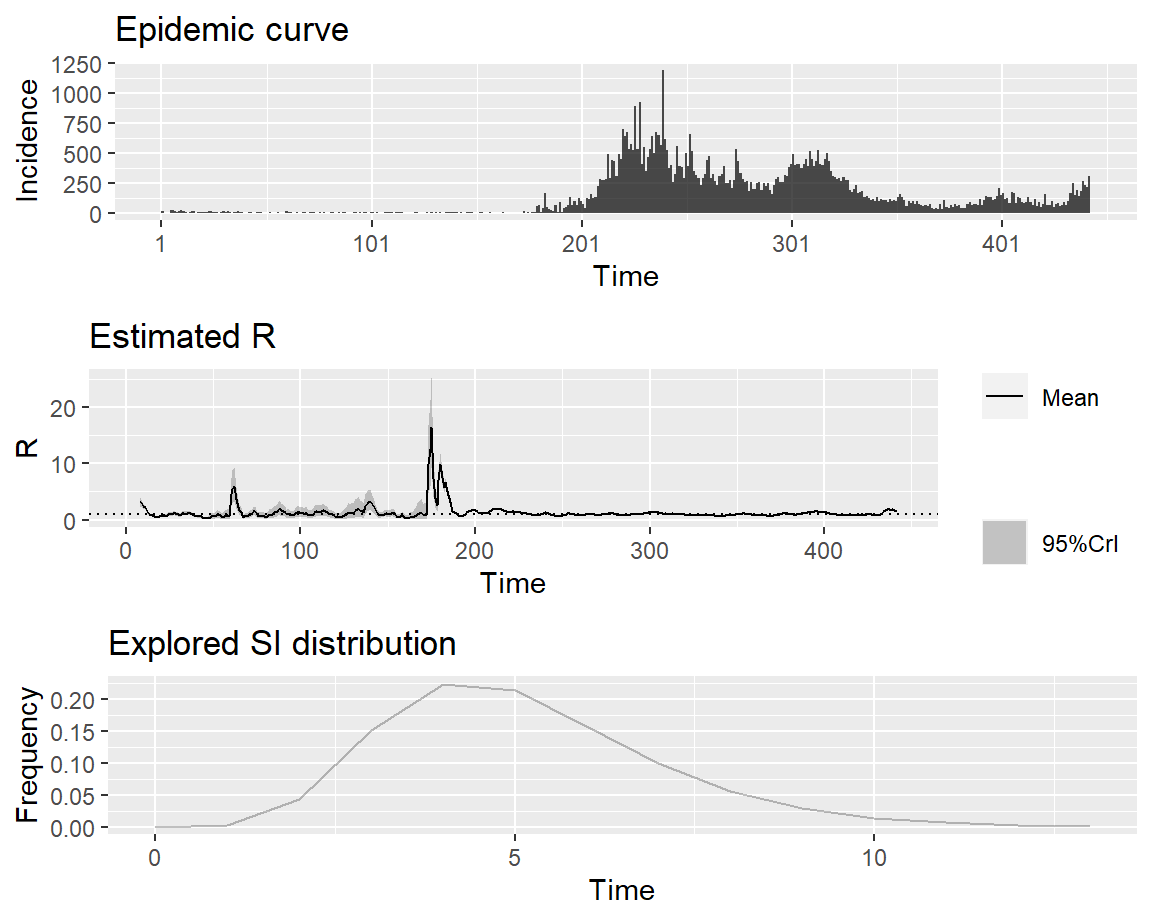 Epidemic curve
1250
1000
750
500
250
0
Incidence
1 101 201 301 401
Time
Estimated R
20
10
0
R
0 100 200 300 400
Time
Mean
95%CrI
Explored SI distribution
0.20
0.15
0.10
0.05
0.00
Frequency
0 5 10
Time